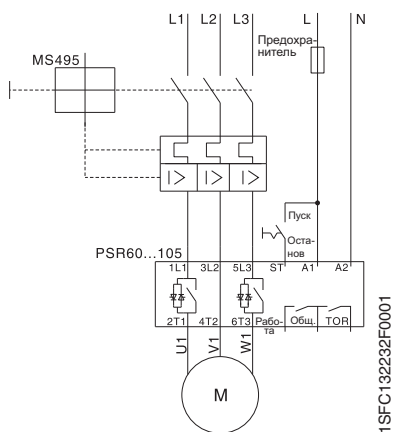 L1 L2 L3 L N
Предохра-
нитель
MS495
Пуск
Оста-
нов
PSR60...105
1L1 3L2 5L3 ST A1 A2
2T1 4T2 6T3 Рабо-
та Общ. TOR
U1 V1 W1
M
1SFC132232F0001